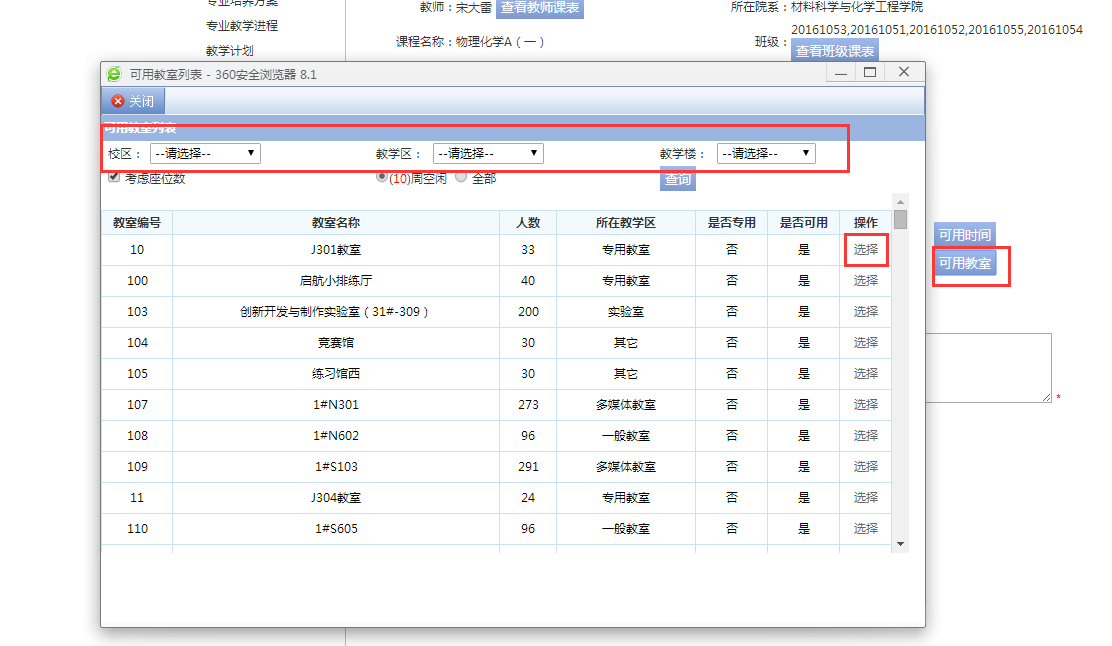 专业培养方案
专业教学进程
教学计划
教师：宋大雷 查看教师课表
所在院系：材料科学与化学工程学院
课程名称：物理化学A（一）
20161053,20161051,20161052,20161055,20161054
班级：
查看班级课表
可用教室列表 - 360安全浏览器 8.1
关闭
可用教室列表
校区： --请选择-- 教学区： --请选择-- 教学楼： --请选择--
考虑座位数 (10)周空闲 全部 查询
教室编号 教室名称 人数 所在教学区 是否专用 是否可用 操作
10 J301教室 33 专用教室 否 是 选择
100 启航小排练厅 40 专用教室 否 是 选择
103 创新开发与制作实验室（31#-309） 200 实验室 否 是 选择
104 竞赛馆 30 其它 否 是 选择
105 练习馆西 30 其它 否 是 选择
107 1#N301 273 多媒体教室 否 是 选择
108 1#N602 96 一般教室 否 是 选择
109 1#S103 291 多媒体教室 否 是 选择
11 J304教室 24 专用教室 否 是 选择
110 1#S605 96 一般教室 否 是 选择
可用时间
可用教室
*